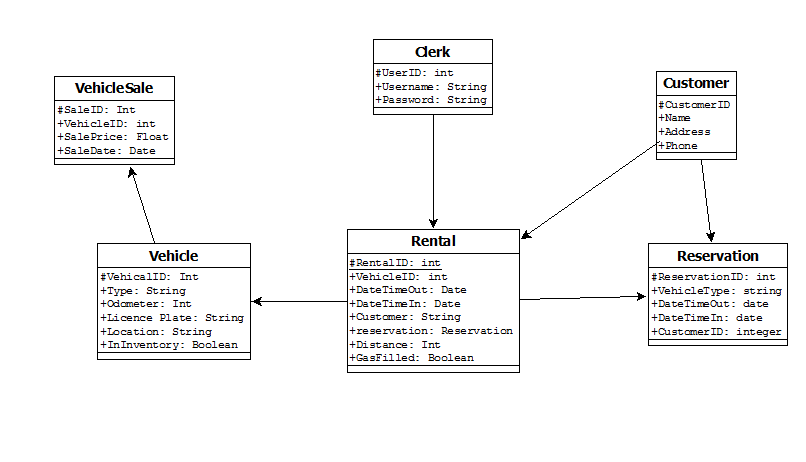 Clerk
#UserID: int
+Username: String
+Password: String
VehicleSale
#SaleID: Int
+VehicleID: int
+SalePrice: Float
+SaleDate: Date
Customer
#CustomerID
+Name
+Address
+Phone
Vehicle
#VehicalID: Int
+Type: String
+Odometer: Int
+Licence Plate: String
+Location: String
+InInventory: Boolean
Rental
#RentalID: int
+VehicleID: int
+DateTimeOut: Date
+DateTimeIn: Date
+Customer: String
+reservation: Reservation
+Distance: Int
+GasFilled: Boolean
Reservation
#ReservationID: int
+VehicleType: string
+DateTimeOut: date
+DateTimeIn: date
+CustomerID: integer